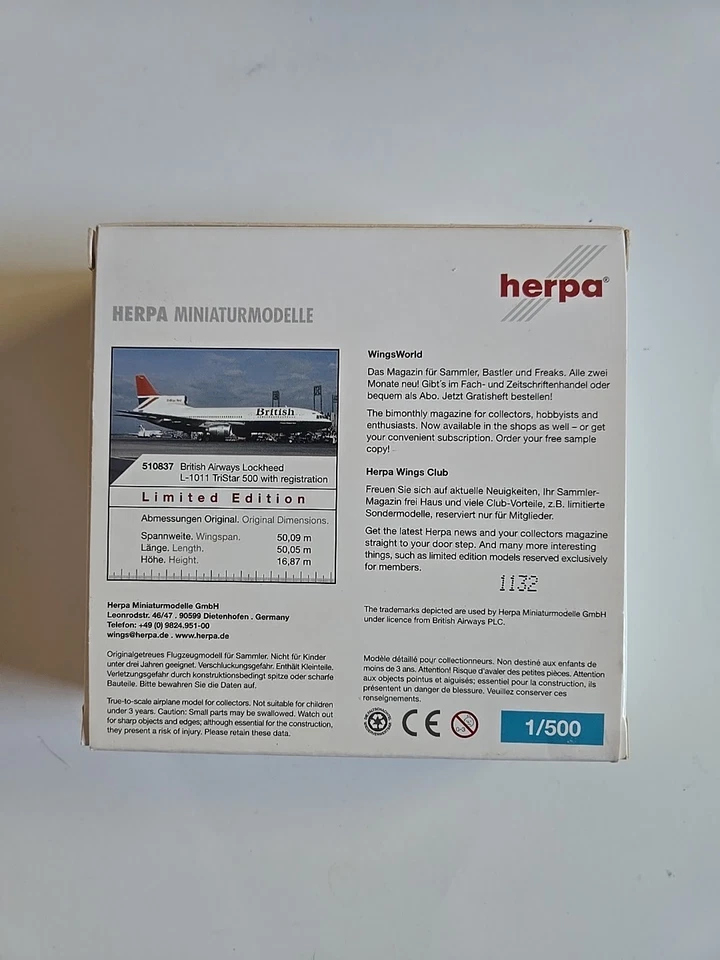 herpa®
HERPA MINIATURMODELLE
British
510837 British Airways Lockheed
L-1011 TriStar 500 with registration
Limited Edition
Abmessungen Original. Original Dimensions.
Spannweite. Wingspan. 50,09 m
Länge. Length. 50,05 m
Höhe. Height. 16,87 m
Herpa Miniaturmodelle GmbH
Leonrodstr. 46/47 . 90599 Dietenhofen . Germany
Telefon: +49 (0) 9824.951-00
wings@herpa.de . www.herpa.de
Originalgetreues Flugzeugmodell für Sammler. Nicht für Kinder
unter drei Jahren geeignet. Verschluckungsgefahr. Enthält Kleinteile.
Verletzungsgefahr durch konstruktionsbedingt spitze oder scharfe
Bauteile. Bitte bewahren Sie die Daten auf.
True-to-scale airplane model for collectors. Not suitable for children
under 3 years. Caution: Small parts may be swallowed. Watch out
for sharp objects and edges; although essential for the construction,
they present a risk of injury. Please retain these data.
WingsWorld
Das Magazin für Sammler, Bastler und Freaks. Alle zwei
Monate neu! Gibt's im Fach- und Zeitschriftenhandel oder
bequem als Abo. Jetzt Gratisheft bestellen!
The bimonthly magazine for collectors, hobbyists and
enthusiasts. Now available in the shops as well – or get
your convenient subscription. Order your free sample
copy!
Herpa Wings Club
Freuen Sie sich auf aktuelle Neuigkeiten, Ihr Sammler-
Magazin frei Haus und viele Club-Vorteile, z.B. limitierte
Sondermodelle, reserviert nur für Mitglieder.
Get the latest Herpa news and your collectors magazine
straight to your door step. And many more interesting
things, such as limited edition models reserved exclusively
for members.
1132
The trademarks depicted are used by Herpa Miniaturmodelle GmbH
under licence from British Airways PLC.
Modèle détaillé pour collectionneurs. Non destiné aux enfants de
moins de 3 ans. Attention! Risque d'avaler des petites pièces. Attention
aux objets pointus et aiguisés; essentiel pour la construction, ils
présentent un danger de blessure. Veuillez conserver ces
renseignements.
CE
0-3
1/500